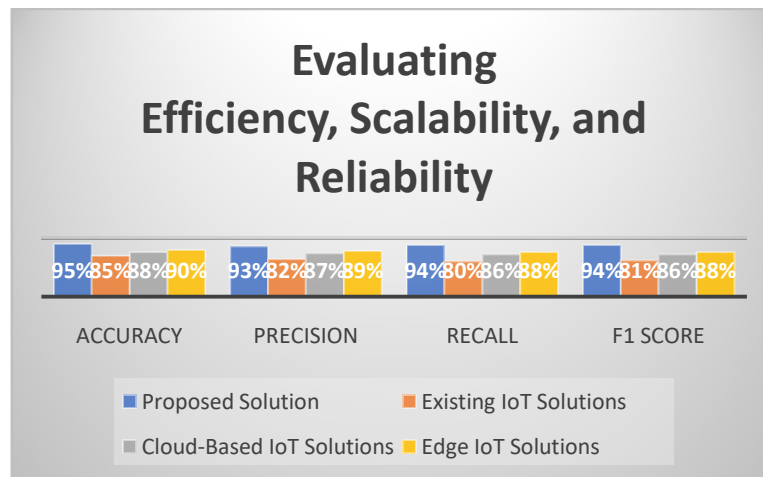 Evaluating
Efficiency, Scalability, and
Reliability
95% 85% 88% 90% 93% 82% 87% 89% 94% 80% 86% 88% 94% 81% 86% 88%
ACCURACY PRECISION RECALL F1 SCORE
Proposed Solution Existing IoT Solutions
Cloud-Based IoT Solutions Edge IoT Solutions